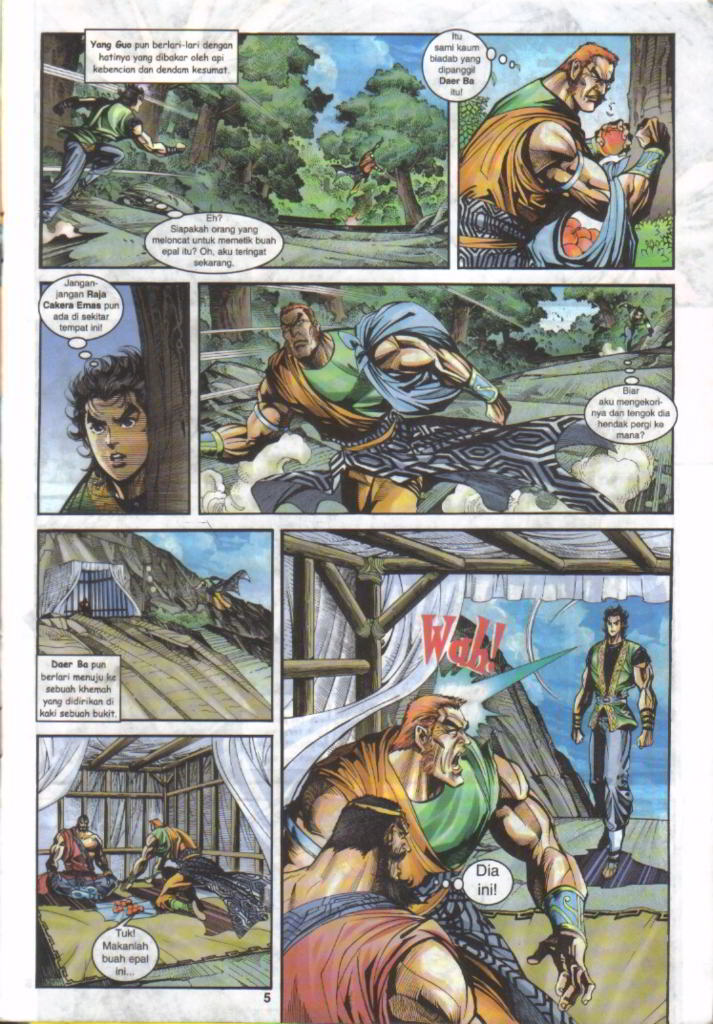 Yang Guo pun berlari-lari dengan
hatinya yang dibakar oleh api
kebencian dan dendam kesumat.
Eh?
Siapakah orang yang
meloncat untuk memetik buah
epal itu? Oh, aku teringat
sekarang.
Itu
sami kaum
biadab yang
dipanggil
Daer Ba
itu!
Jangan-
jangan Raja
Cakera Emas pun
ada di sekitar
tempat ini!
Biar
aku mengekori-
nya dan tengok dia
hendak pergi ke
mana?
Daer Ba pun
berlari menuju ke
sebuah khemah
yang didirikan di
kaki sebuah bukit.
Tuk!
Makanlah
buah epal
ini...
Wah!
Dia
ini!
5